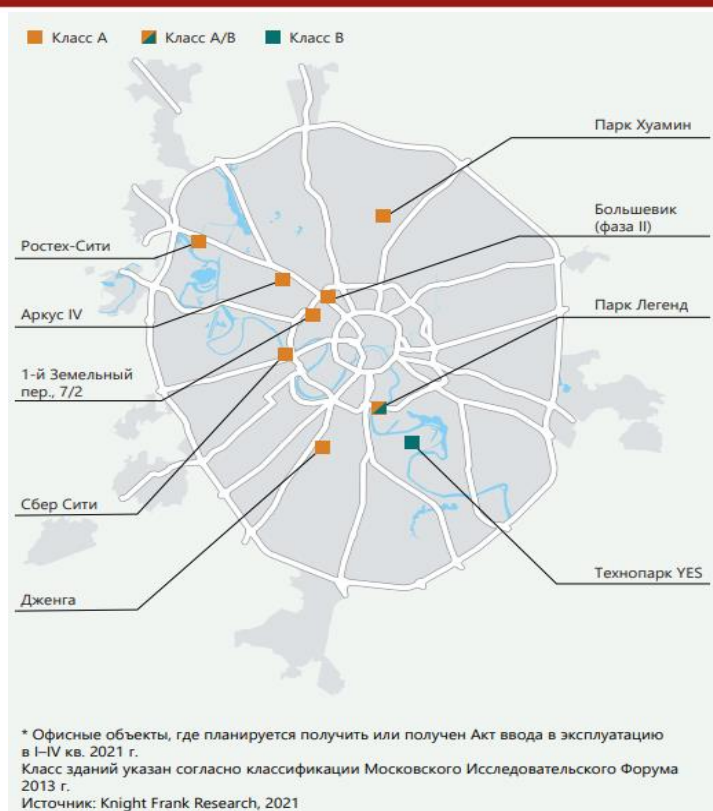 Класс А
Класс А/В
Класс В
Парк Хуамин
Большевик
(фаза II)
Ростех-Сити
Парк Легенд
Аркус IV
1-й Земельный
пер., 7/2
Сбер Сити
Технопарк YES
Дженга
* Офисные объекты, где планируется получить или получен Акт ввода в эксплуатацию
в I–IV кв. 2021 г.
Класс зданий указан согласно классификации Московского Исследовательского Форума
2013 г.
Источник: Knight Frank Research, 2021